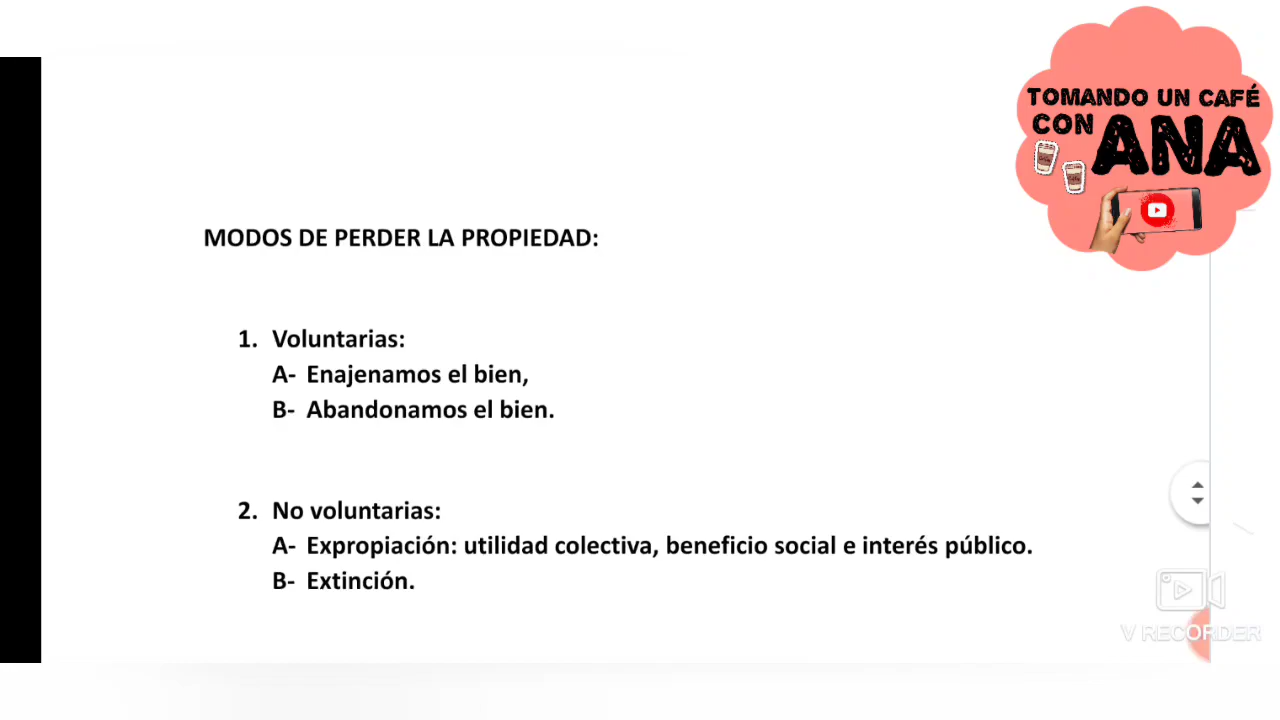 TOMANDO UN CAFÉ
CON ANA
MODOS DE PERDER LA PROPIEDAD:
1. Voluntarias:
A- Enajenamos el bien,
B- Abandonamos el bien.
2. No voluntarias:
A- Expropiación: utilidad colectiva, beneficio social e interés público.
B- Extinción.
V RECORDER